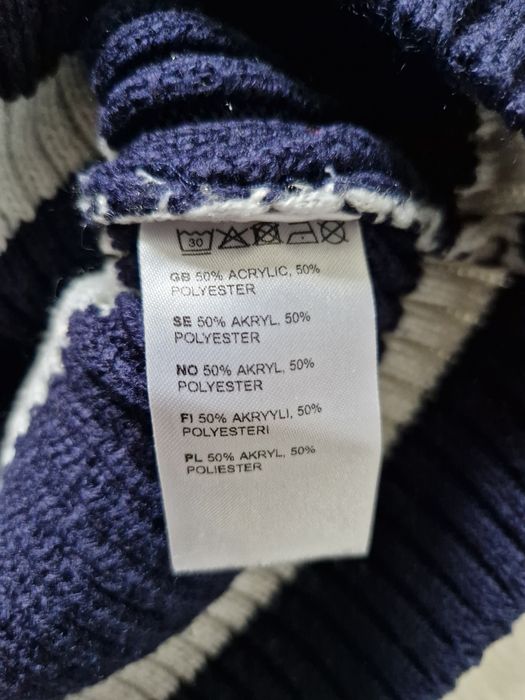 30
GB 50% ACRYLIC, 50%
POLYESTER
SE 50% AKRYL, 50%
POLYESTER
NO 50% AKRYL, 50%
POLYESTER
FI 50% AKRYYLI, 50%
POLYESTERI
PL 50% AKRYL, 50%
POLIESTER